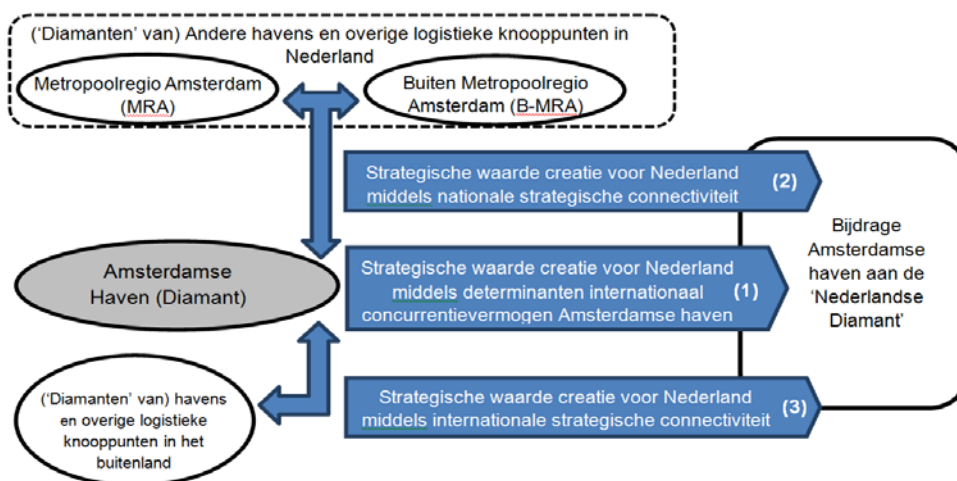 (‘Diamanten’ van) Andere havens en overige logistieke knooppunten in
Nederland
Metropoolregio Amsterdam
(MRA)
Buiten Metropoolregio
Amsterdam (B-MRA)
Strategische waarde creatie voor Nederland
middels nationale strategische connectiviteit
(2)
Amsterdamse
Haven (Diamant)
Strategische waarde creatie voor Nederland
middels determinanten internationaal
concurrentievermogen Amsterdamse haven
(1)
Bijdrage
Amsterdamse
haven aan de
‘Nederlandse
Diamant’
(‘Diamanten’ van) havens
en overige logistieke
knooppunten in het
buitenland
Strategische waarde creatie voor Nederland
middels internationale strategische connectiviteit
(3)